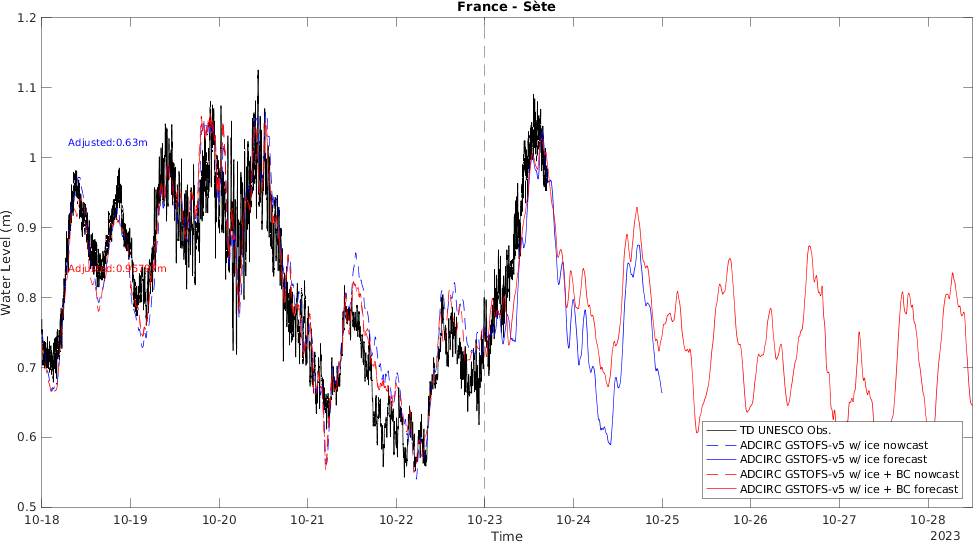 France - Sète
1.2
1.1
1
0.9
0.8
0.7
0.6
0.5
Water Level (m)
Adjusted:0.63m
TD UNESCO Obs.
ADCIRC GSTOFS-v5 w/ ice nowcast
ADCIRC GSTOFS-v5 w/ ice forecast
ADCIRC GSTOFS-v5 w/ ice + BC nowcast
ADCIRC GSTOFS-v5 w/ ice + BC forecast
10-18
10-19
10-20
10-21
10-22
10-23
10-24
10-25
10-26
10-27
10-28
Time
2023